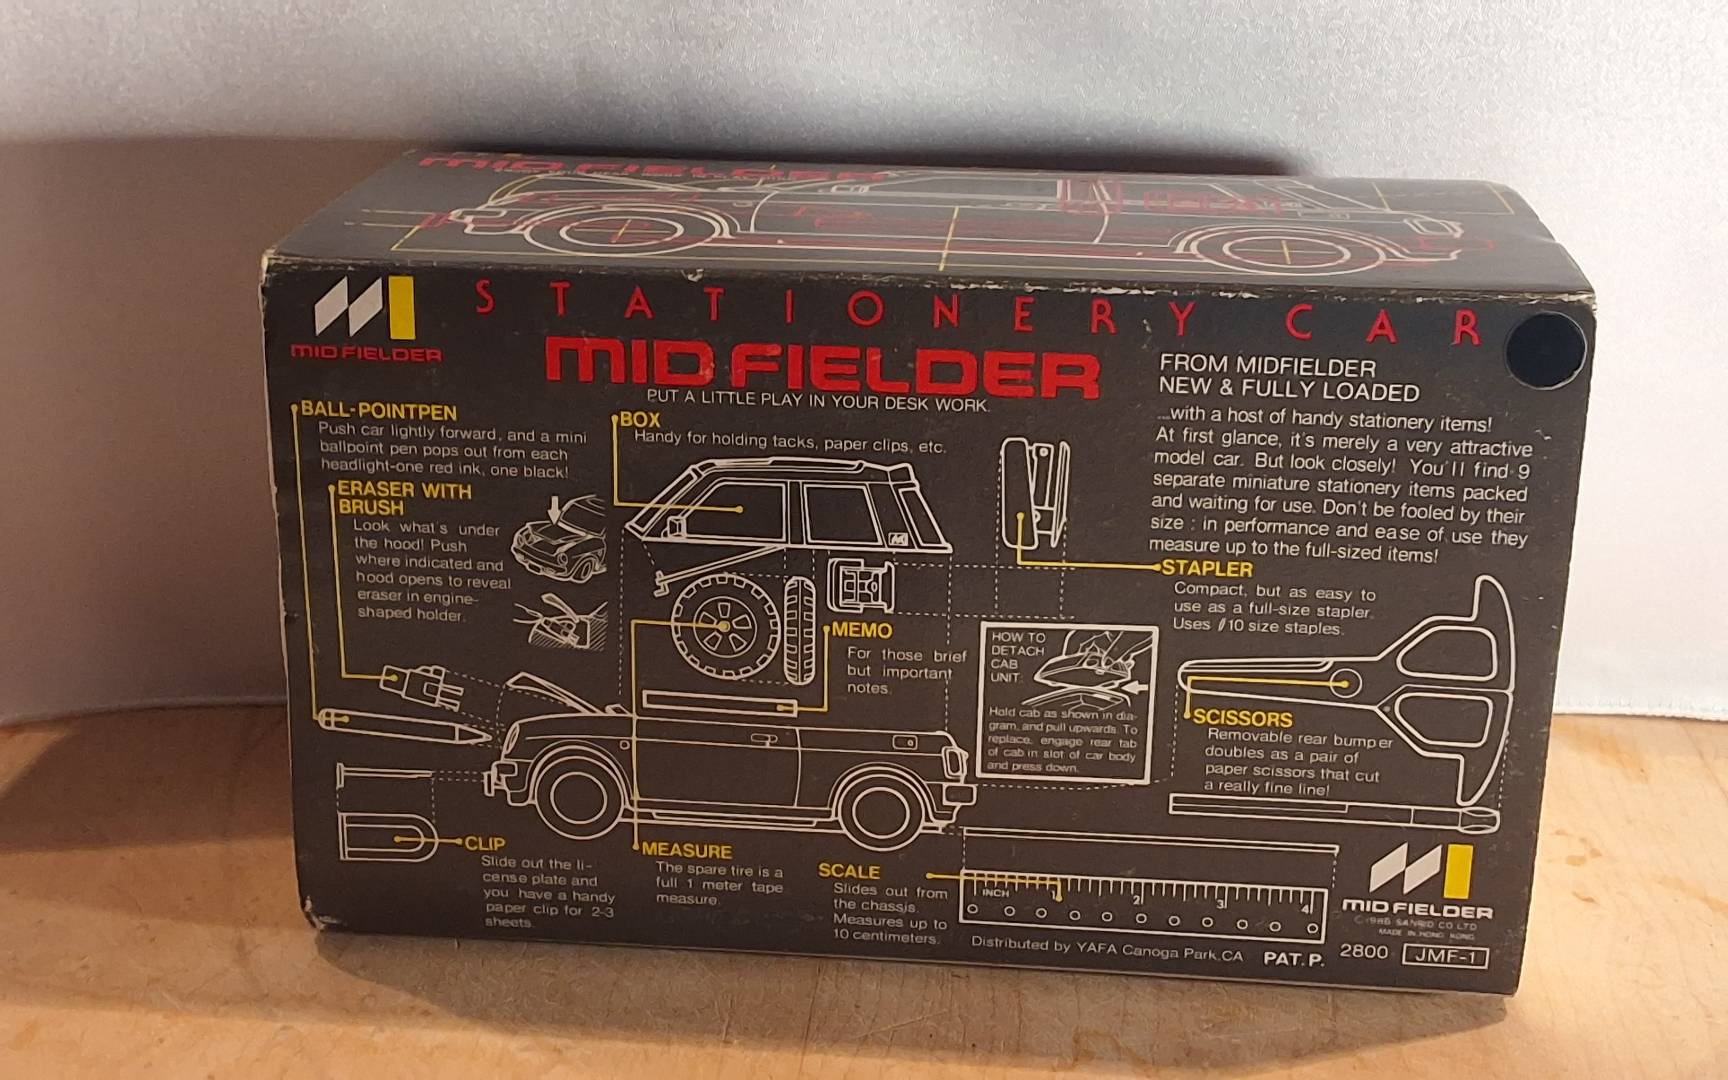 MID FIELDER
STATIONERY CAR
MID FIELDER
MID FIELDER
PUT A LITTLE PLAY IN YOUR DESK WORK.
FROM MIDFIELDER
NEW & FULLY LOADED
...with a host of handy stationery items!
At first glance, it's merely a very attractive
model car. But look closely! You'll find 9
separate miniature stationery items packed
and waiting for use. Don't be fooled by their
size : in performance and ease of use they
measure up to the full-sized items!
BALL-POINTPEN
Push car lightly forward, and a mini
ballpoint pen pops out from each
headlight-one red ink, one black!
ERASER WITH
BRUSH
Look what's under
the hood! Push
where indicated and
hood opens to reveal
eraser in engine-
shaped holder.
BOX
Handy for holding tacks, paper clips, etc.
STAPLER
Compact, but as easy to
use as a full-size stapler.
Uses #10 size staples.
MEMO
For those brief
but important
notes.
HOW TO
DETACH
CAB
UNIT.
Hold cab as shown in dia-
gram, and pull upwards. To
replace, engage rear tab
of cab in slot of car body
and press down.
SCISSORS
Removable rear bumper
doubles as a pair of
paper scissors that cut
a really fine line!
CLIP
Slide out the li-
cense plate and
you have a handy
paper clip for 2-3
sheets.
MEASURE
The spare tire is a
full 1 meter tape
measure.
SCALE
Slides out from
the chassis.
Measures up to
10 centimeters.
INCH 1 2 3 4
Distributed by YAFA Canoga Park, CA
PAT. P.
MID FIELDER
SANRIO CO LTD
MADE IN HONG KONG
2800 JMF-1